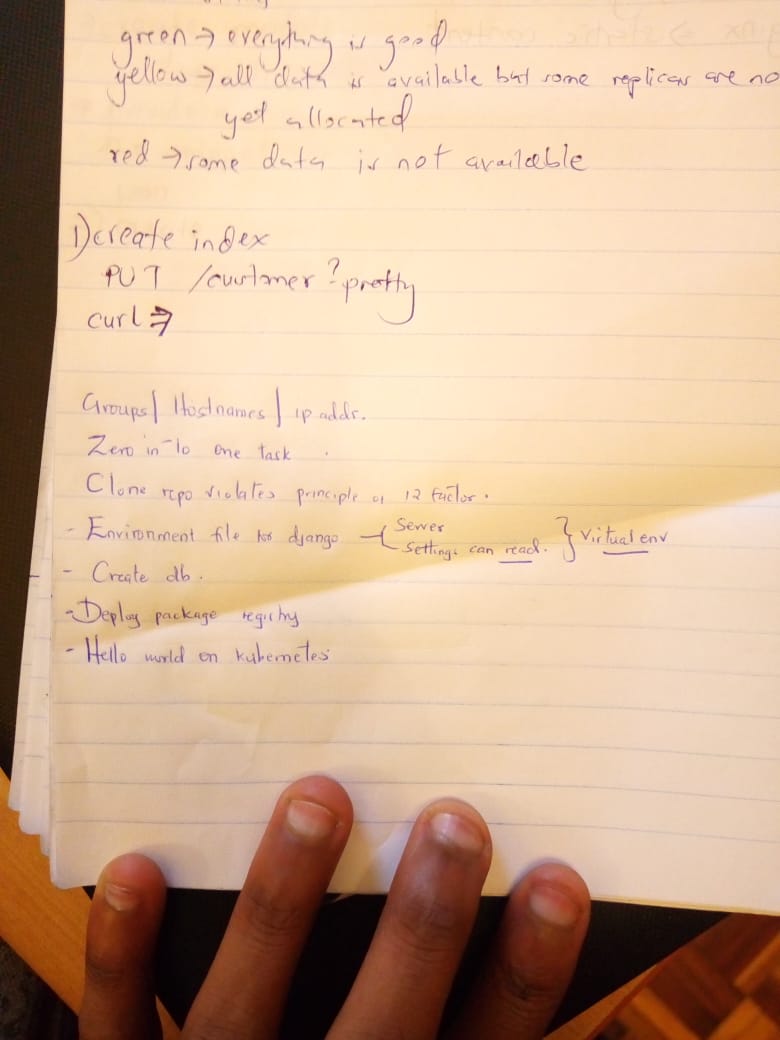 green → everything is good
yellow → all data is available but some replicas are no
yet allocated
red → some data is not available
1) create index
PUT /customer?pretty
curl ⇒
Groups | Hostnames | ip addr.
Zero in to one task.
Clone repo violates principle of 12 factor.
- Environment file for django { Server } Virtual env
Settings can read.
- Create db.
- Deploy package registry
- Hello world on kubernetes